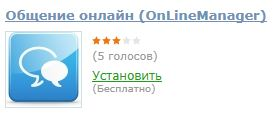 Общение онлайн (OnLineManager)
(5 голосов)
Установить
(Бесплатно)